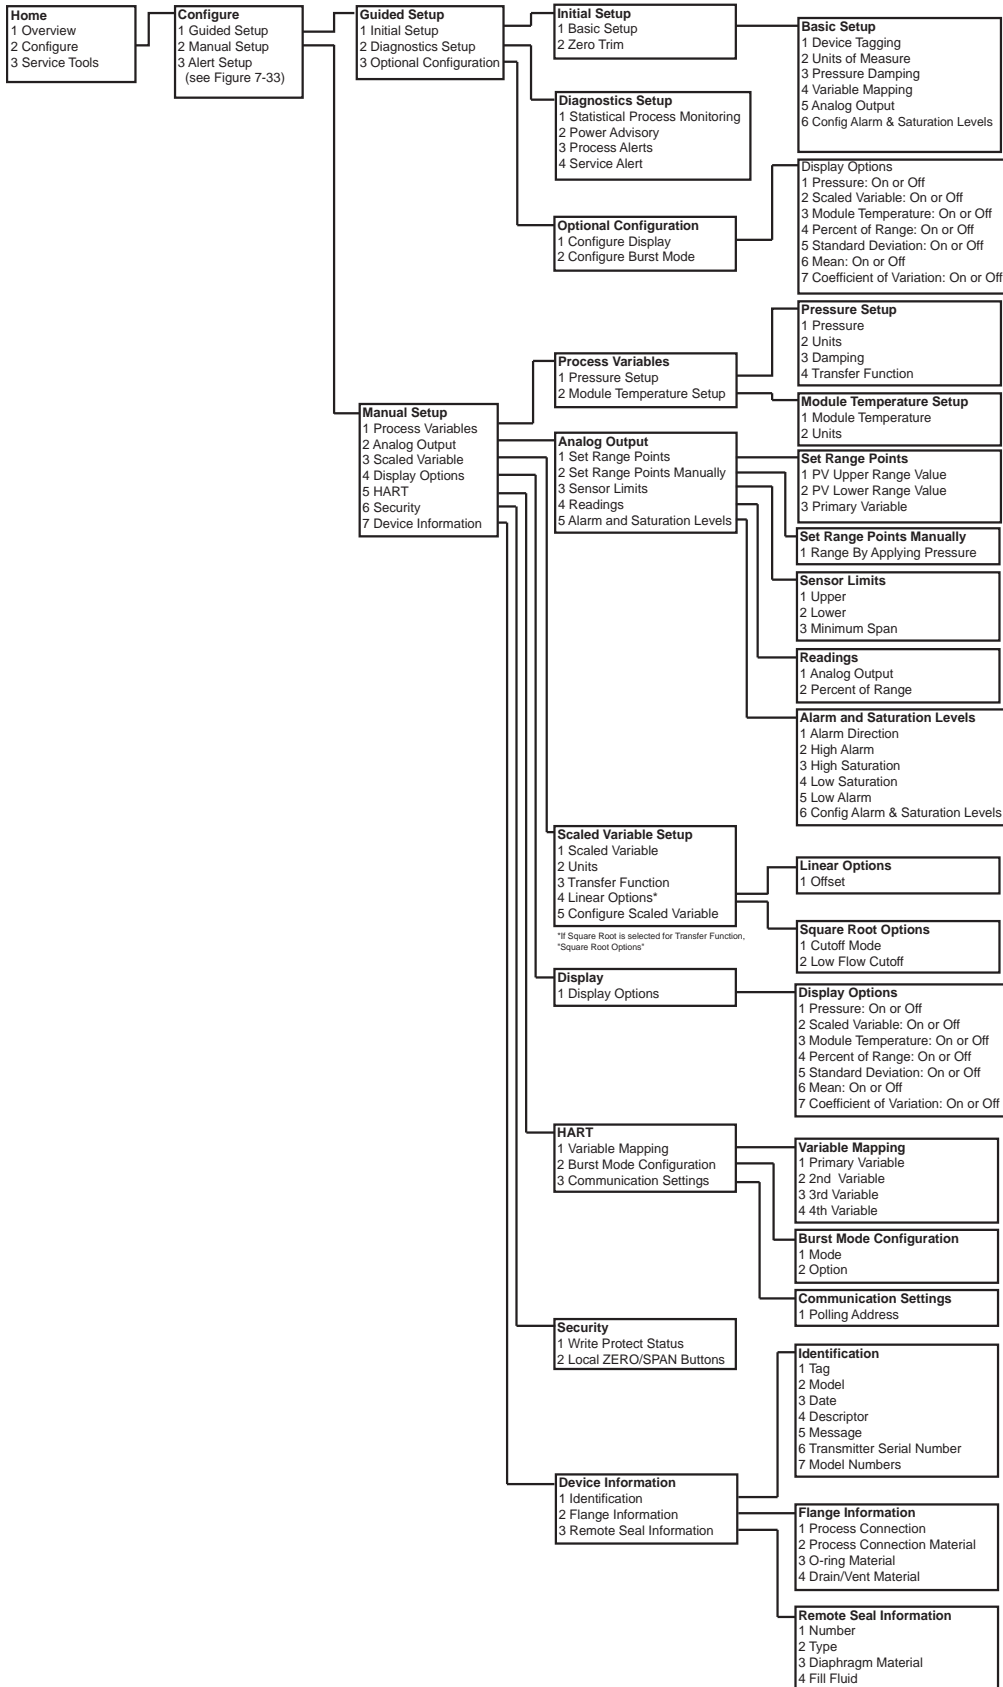 Home
1 Overview
2 Configure
3 Service Tools
Configure
1 Guided Setup
2 Manual Setup
3 Alert Setup
(see Figure 7-33)
Guided Setup
1 Initial Setup
2 Diagnostics Setup
3 Optional Configuration
Initial Setup
1 Basic Setup
2 Zero Trim
Basic Setup
1 Device Tagging
2 Units of Measure
3 Pressure Damping
4 Variable Mapping
5 Analog Output
6 Config Alarm & Saturation Levels
Diagnostics Setup
1 Statistical Process Monitoring
2 Power Advisory
3 Process Alerts
4 Service Alert
Optional Configuration
1 Configure Display
2 Configure Burst Mode
Display Options
1 Pressure: On or Off
2 Scaled Variable: On or Off
3 Module Temperature: On or Off
4 Percent of Range: On or Off
5 Standard Deviation: On or Off
6 Mean: On or Off
7 Coefficient of Variation: On or Off
Manual Setup
1 Process Variables
2 Analog Output
3 Scaled Variable
4 Display Options
5 HART
6 Security
7 Device Information
Process Variables
1 Pressure Setup
2 Module Temperature Setup
Pressure Setup
1 Pressure
2 Units
3 Damping
4 Transfer Function
Module Temperature Setup
1 Module Temperature
2 Units
Analog Output
1 Set Range Points
2 Set Range Points Manually
3 Sensor Limits
4 Readings
5 Alarm and Saturation Levels
Set Range Points
1 PV Upper Range Value
2 PV Lower Range Value
3 Primary Variable
Set Range Points Manually
1 Range By Applying Pressure
Sensor Limits
1 Upper
2 Lower
3 Minimum Span
Readings
1 Analog Output
2 Percent of Range
Alarm and Saturation Levels
1 Alarm Direction
2 High Alarm
3 High Saturation
4 Low Saturation
5 Low Alarm
6 Config Alarm & Saturation Levels
Scaled Variable Setup
1 Scaled Variable
2 Units
3 Transfer Function
4 Linear Options*
5 Configure Scaled Variable
*If Square Root is selected for Transfer Function,
"Square Root Options"
Linear Options
1 Offset
Square Root Options
1 Cutoff Mode
2 Low Flow Cutoff
Display
1 Display Options
Display Options
1 Pressure: On or Off
2 Scaled Variable: On or Off
3 Module Temperature: On or Off
4 Percent of Range: On or Off
5 Standard Deviation: On or Off
6 Mean: On or Off
7 Coefficient of Variation: On or Off
HART
1 Variable Mapping
2 Burst Mode Configuration
3 Communication Settings
Variable Mapping
1 Primary Variable
2 2nd Variable
3 3rd Variable
4 4th Variable
Burst Mode Configuration
1 Mode
2 Option
Communication Settings
1 Polling Address
Security
1 Write Protect Status
2 Local ZERO/SPAN Buttons
Device Information
1 Identification
2 Flange Information
3 Remote Seal Information
Identification
1 Tag
2 Model
3 Date
4 Descriptor
5 Message
6 Transmitter Serial Number
7 Model Numbers
Flange Information
1 Process Connection
2 Process Connection Material
3 O-ring Material
4 Drain/Vent Material
Remote Seal Information
1 Number
2 Type
3 Diaphragm Material
4 Fill Fluid